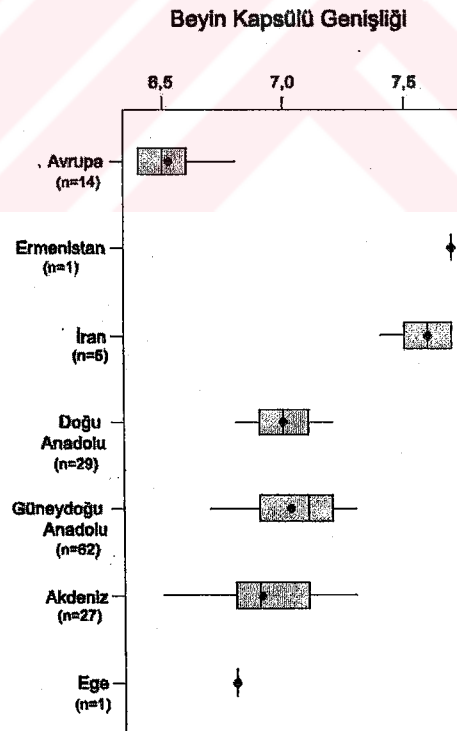 Beyin Kapsülü Genişliği
6,5 7,0 7,5
Avrupa
(n=14)
Ermenistan
(n=1)
İran
(n=5)
Doğu
Anadolu
(n=29)
Güneydoğu
Anadolu
(n=62)
Akdeniz
(n=27)
Ege
(n=1)